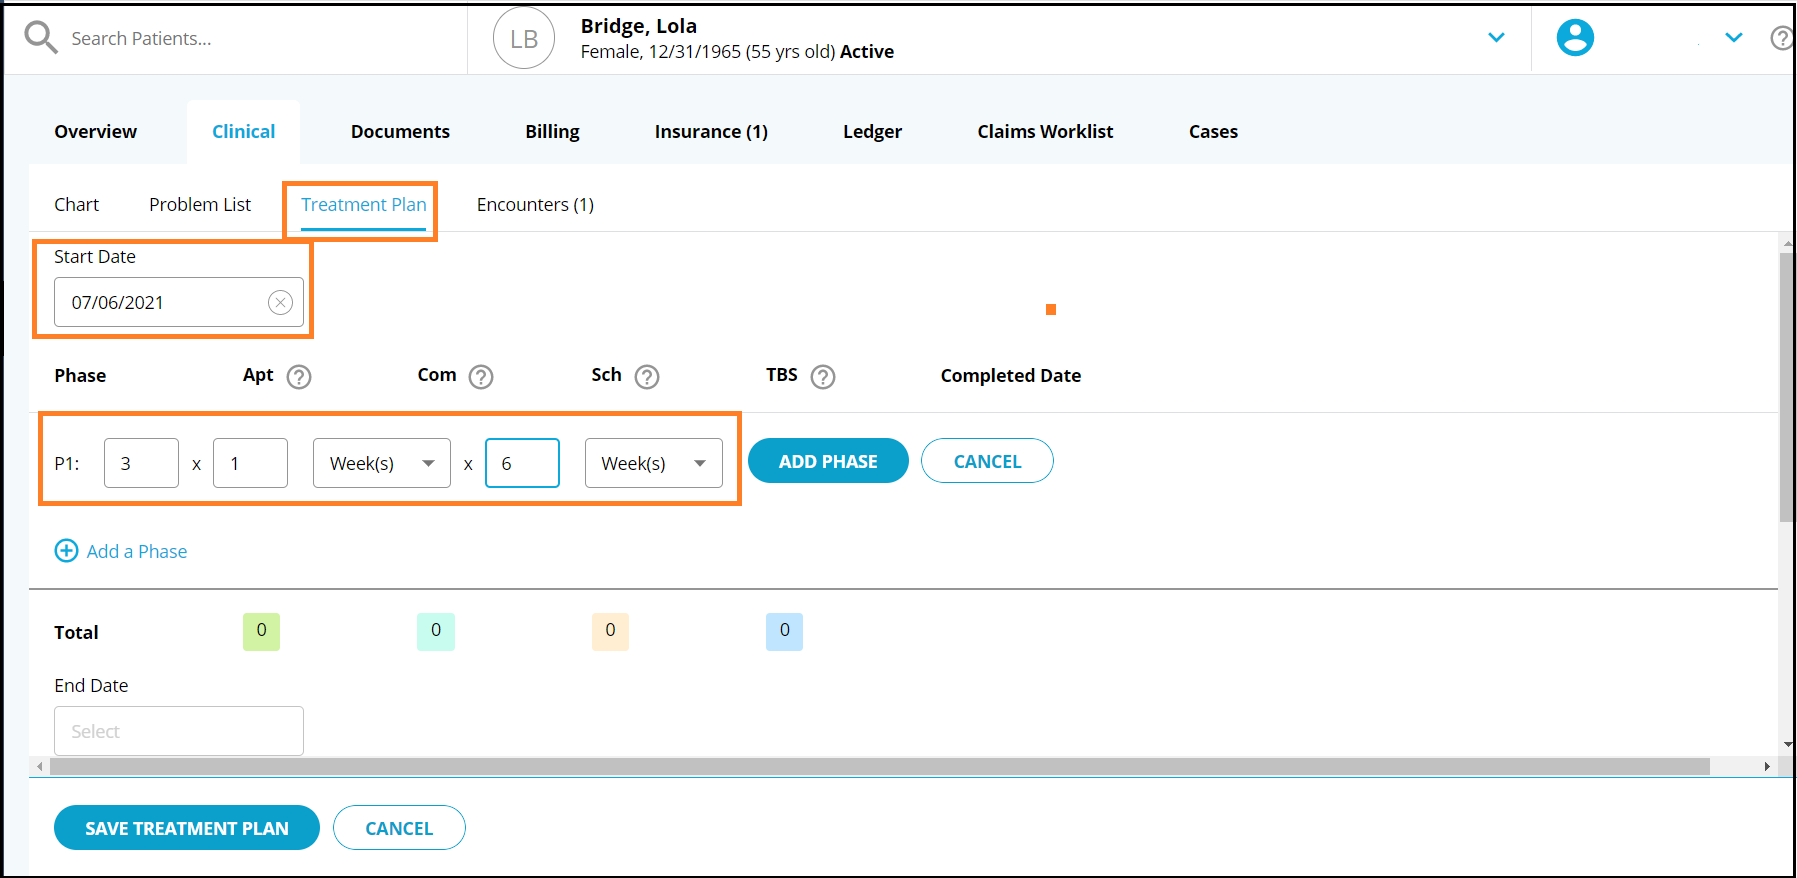 Search Patients...
LB
Bridge, Lola
Female, 12/31/1965 (55 yrs old) Active
?
Overview Clinical Documents Billing Insurance (1) Ledger Claims Worklist Cases
Chart Problem List Treatment Plan Encounters (1)
Start Date
07/06/2021
Phase Apt ? Com ? Sch ? TBS ? Completed Date
P1: 3 x 1 Week(s) x 6 Week(s) ADD PHASE CANCEL
Add a Phase
Total 0 0 0 0
End Date
Select
SAVE TREATMENT PLAN CANCEL